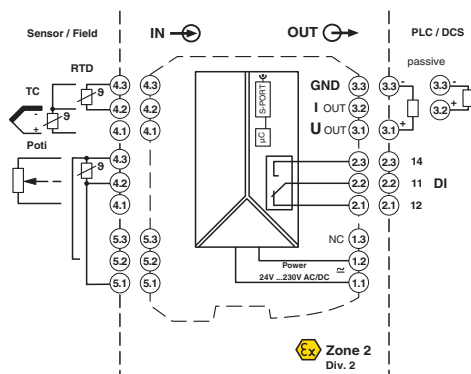 Sensor / Field
IN
OUT
PLC / DCS
RTD
TC
ϑ
ϑ
-
+
4.3
4.2
4.1
4.3
4.2
4.1
Poti
ϑ
4.3
4.2
4.1
5.3
5.2
5.1
5.3
5.2
5.1
S-PORT
µC
GND
I OUT
U OUT
3.3
3.2
3.1
passive
3.3
3.1
-
+
3.3
3.2
-
+
2.3
2.2
2.1
2.3
2.2
2.1
14
11
12
DI
NC
1.3
Power
≃
1.2
24V ...230V AC/DC
1.1
Ex
Zone 2
Div. 2